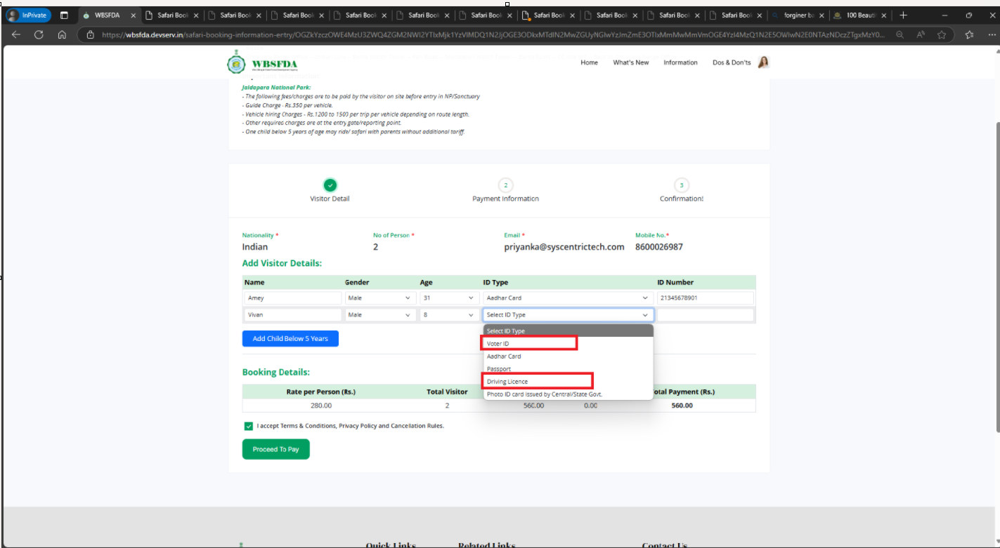 InPrivate
WBSFDA
Safari Book
Safari Book
Safari Book
Safari Book
Safari Book
Safari Book
Safari Book
Safari Book
Safari Book
Safari Book
forginer be
100 Beauti
https://wbsfda.devserv.in/safari-booking-information-entry/
WBSFDA
Home What's New Information Dos & Don'ts
Jaldapara National Park:
- The following fees/charges are to be paid by the visitor on site before entry in NP/Sanctuary
- Guide Charge - Rs.350 per vehicle.
- Vehicle hiring Charges - Rs.1200 to 1500 per trip per vehicle depending on route length.
- Other required charges are at the entry gate/reporting point.
- One child below 5 years of age may ride/ safari with parents without additional tariff.
2 3
Visitor Detail Payment Information Confirmation!
Nationality * No of Person * Email * Mobile No.*
Indian 2 priyanka@syscentrictech.com 8600026987
Add Visitor Details:
Name Gender Age ID Type ID Number
Amey Male 31 Aadhar Card 21345678901
Vivan Male 8 Select ID Type
Select ID Type
Voter ID
Aadhar Card
Passport
Driving Licence
Photo ID card issued by Central/State Govt.
Add Child Below 5 Years
Booking Details:
Rate per Person (Rs.) Total Visitor otal Payment (Rs.)
280.00 2 560.00 0.00 560.00
I accept Terms & Conditions, Privacy Policy and Cancellation Rules.
Proceed To Pay
Quick Links Related Links Contact Us